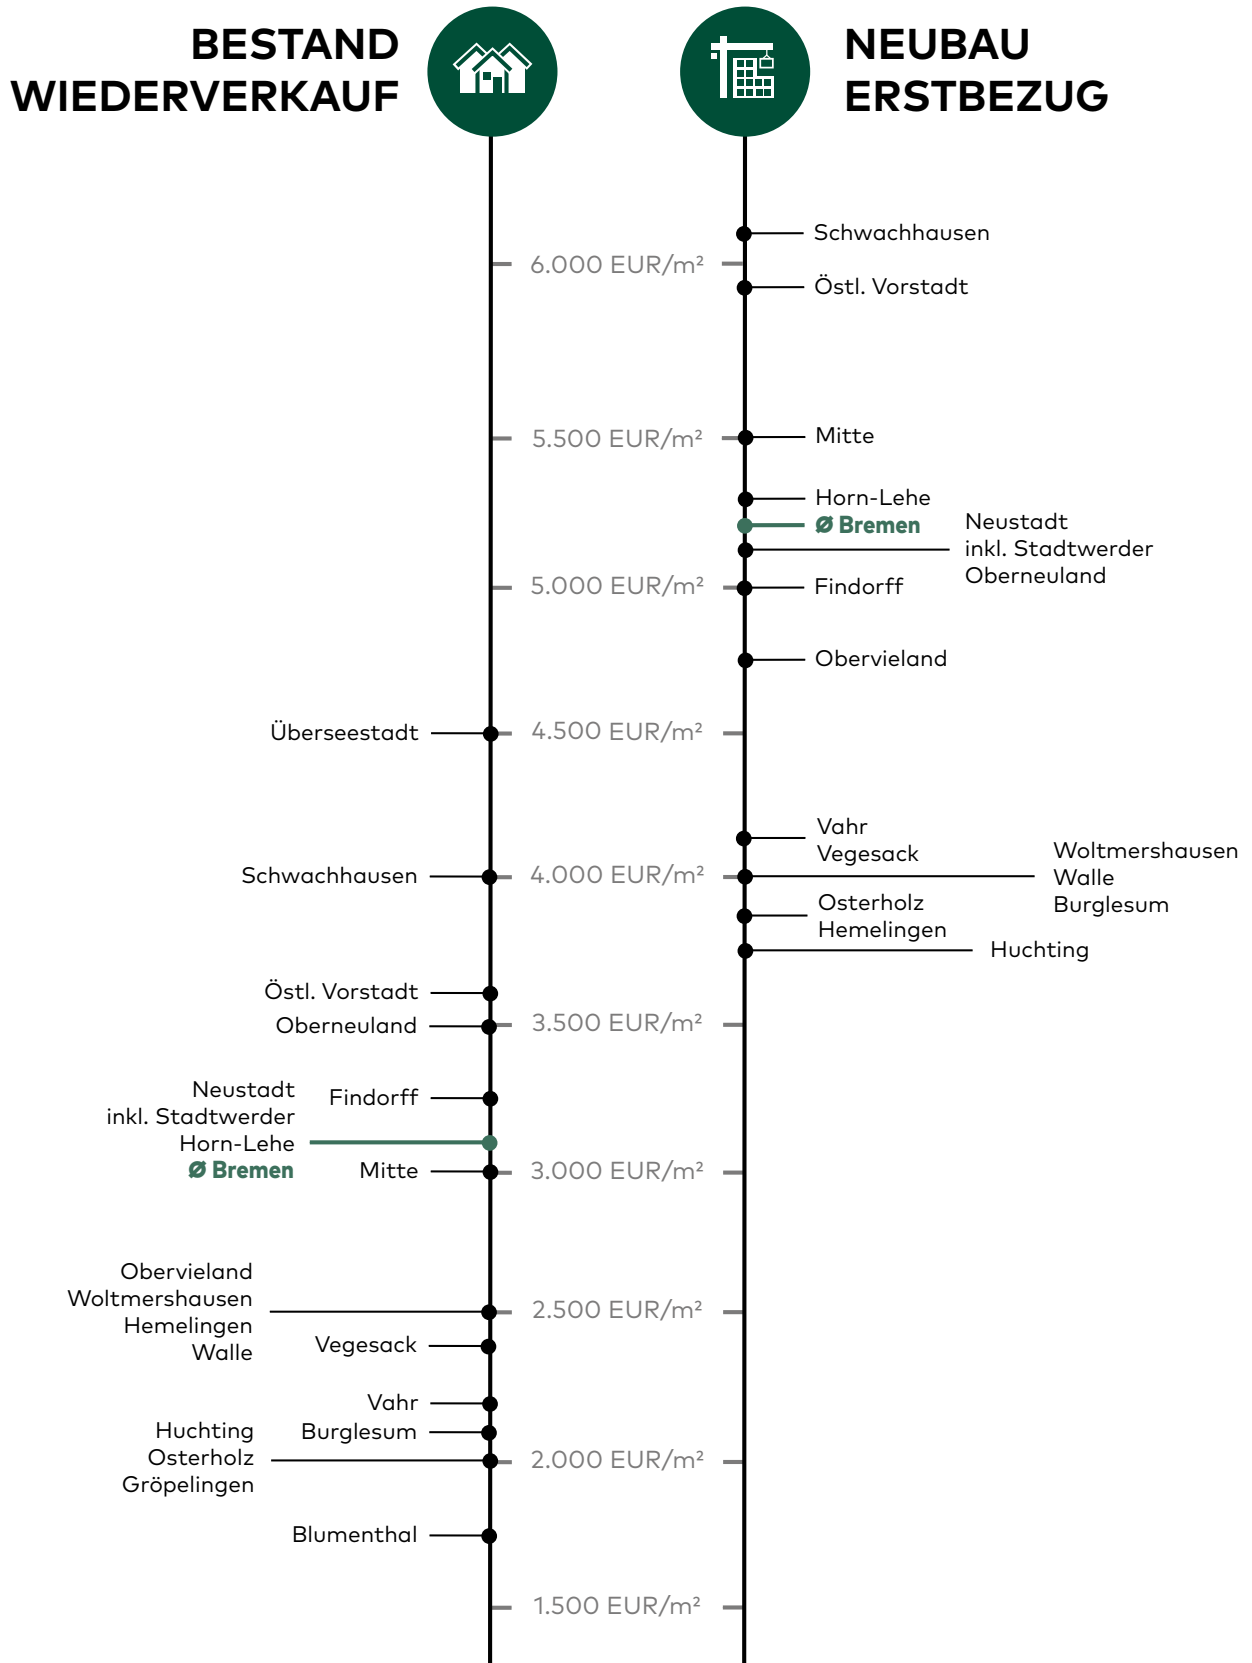 BESTAND
WIEDERVERKAUF
NEUBAU
ERSTBEZUG
Schwachhausen
6.000 EUR/m²
Östl. Vorstadt
5.500 EUR/m²
Mitte
Horn-Lehe
Ø Bremen
Neustadt
inkl. Stadtwerder
Oberneuland
5.000 EUR/m²
Findorff
Obervieland
Überseestadt
4.500 EUR/m²
Vahr
Vegesack
Schwachhausen
4.000 EUR/m²
Woltmershausen
Walle
Burglesum
Osterholz
Hemelingen
Huchting
Östl. Vorstadt
Oberneuland
3.500 EUR/m²
Neustadt
inkl. Stadtwerder
Horn-Lehe
Ø Bremen
Findorff
Mitte
3.000 EUR/m²
Obervieland
Woltmershausen
Hemelingen
Walle
2.500 EUR/m²
Vegesack
Vahr
Burglesum
Huchting
Osterholz
Gröpelingen
2.000 EUR/m²
Blumenthal
1.500 EUR/m²